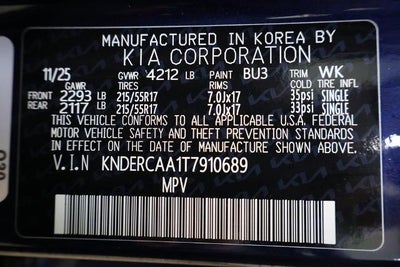 MANUFACTURED IN KOREA BY
KIA CORPORATION
11/25 GVWR 4212 LB PAINT BU3 TRIM WK
GAWR TIRES RIMS COLD TIRE INFL
FRONT 2293 LB 215/55R17 7.0Jx17 35psi SINGLE
REAR 2117 LB 215/55R17 7.0Jx17 33psi SINGLE
THIS VEHICLE CONFORMS TO ALL APPLICABLE U.S.A. FEDERAL
MOTOR VEHICLE SAFETY AND THEFT PREVENTION STANDARDS
IN EFFECT ON THE DATE OF MANUFACTURE SHOWN ABOVE.
V.I.N KNDERCAA1T7910689
MPV